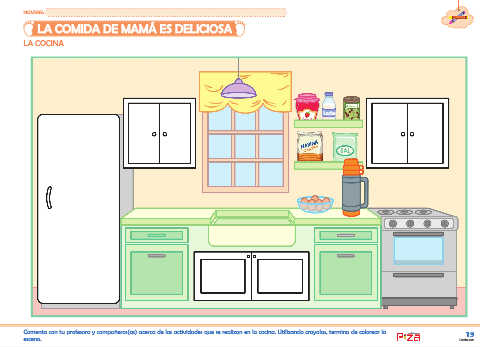 NOMBRE:
LA COMIDA DE MAMÁ ES DELICIOSA
LA COCINA
HARINA
SAL
Comenta con tu profesora y compañeros(as) acerca de las actividades que se realizan en la cocina. Utilizando crayolas, termina de colorear la
escena.
19